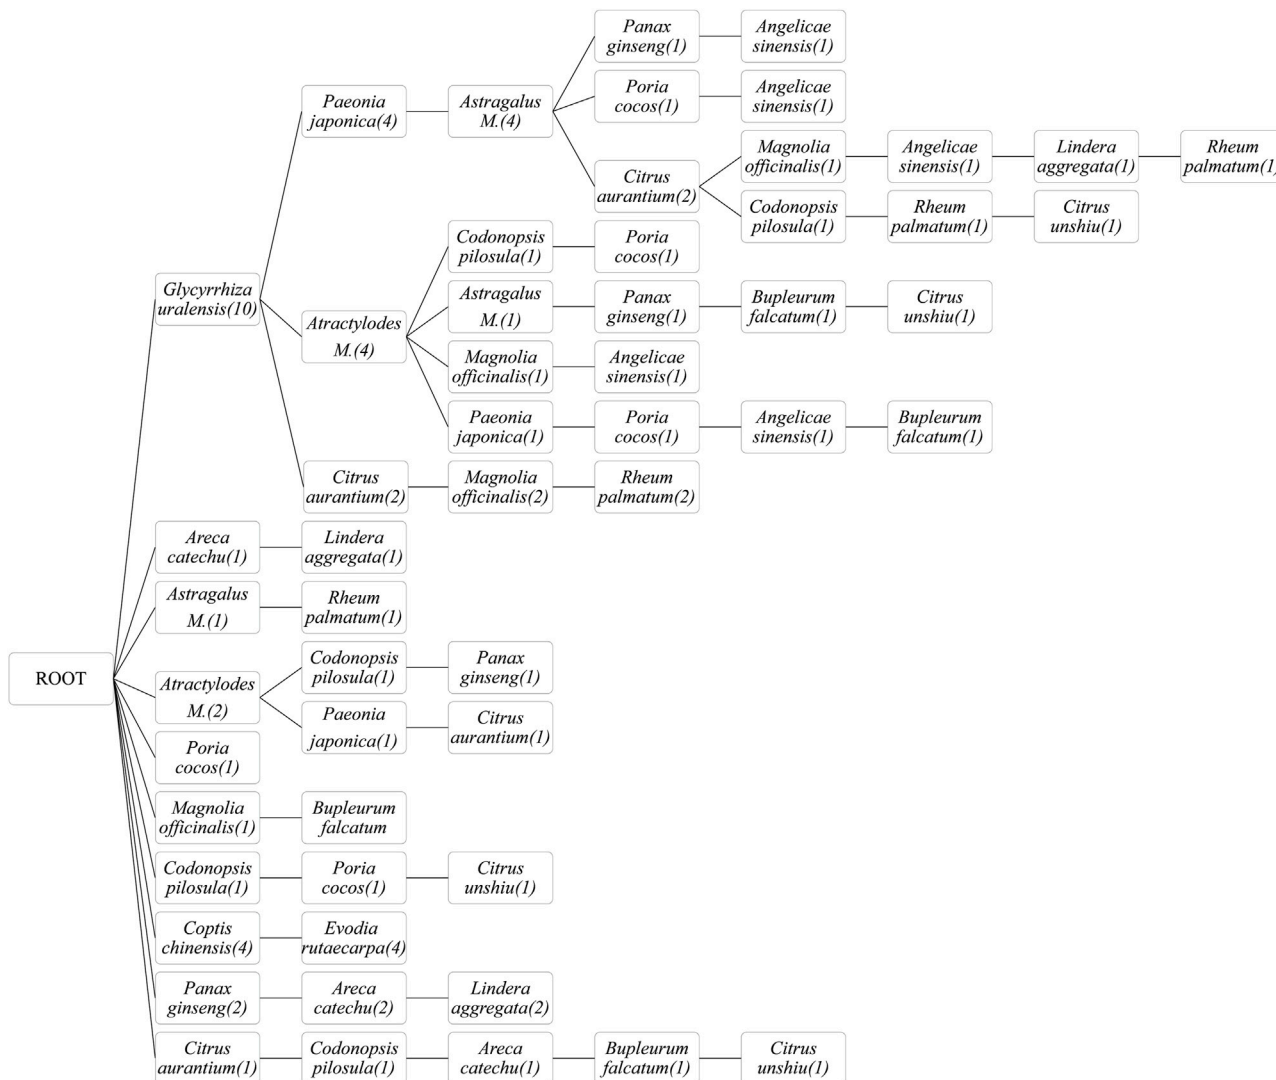 Panax
ginseng(1)
Angelicae
sinensis(1)
Paeonia
japonica(4)
Astragalus
M.(4)
Poria
cocos(1)
Angelicae
sinensis(1)
Citrus
aurantium(2)
Magnolia
officinalis(1)
Angelicae
sinensis(1)
Lindera
aggregata(1)
Rheum
palmatum(1)
Codonopsis
pilosula(1)
Rheum
palmatum(1)
Citrus
unshiu(1)
Glycyrrhiza
uralensis(10)
Atractylodes
M.(4)
Codonopsis
pilosula(1)
Poria
cocos(1)
Astragalus
M.(1)
Panax
ginseng(1)
Bupleurum
falcatum(1)
Citrus
unshiu(1)
Magnolia
officinalis(1)
Angelicae
sinensis(1)
Paeonia
japonica(1)
Poria
cocos(1)
Angelicae
sinensis(1)
Bupleurum
falcatum(1)
Citrus
aurantium(2)
Magnolia
officinalis(2)
Rheum
palmatum(2)
Areca
catechu(1)
Lindera
aggregata(1)
Astragalus
M.(1)
Rheum
palmatum(1)
ROOT
Atractylodes
M.(2)
Codonopsis
pilosula(1)
Panax
ginseng(1)
Paeonia
japonica(1)
Citrus
aurantium(1)
Poria
cocos(1)
Magnolia
officinalis(1)
Bupleurum
falcatum
Codonopsis
pilosula(1)
Poria
cocos(1)
Citrus
unshiu(1)
Coptis
chinensis(4)
Evodia
rutaecarpa(4)
Panax
ginseng(2)
Areca
catechu(2)
Lindera
aggregata(2)
Citrus
aurantium(1)
Codonopsis
pilosula(1)
Areca
catechu(1)
Bupleurum
falcatum(1)
Citrus
unshiu(1)